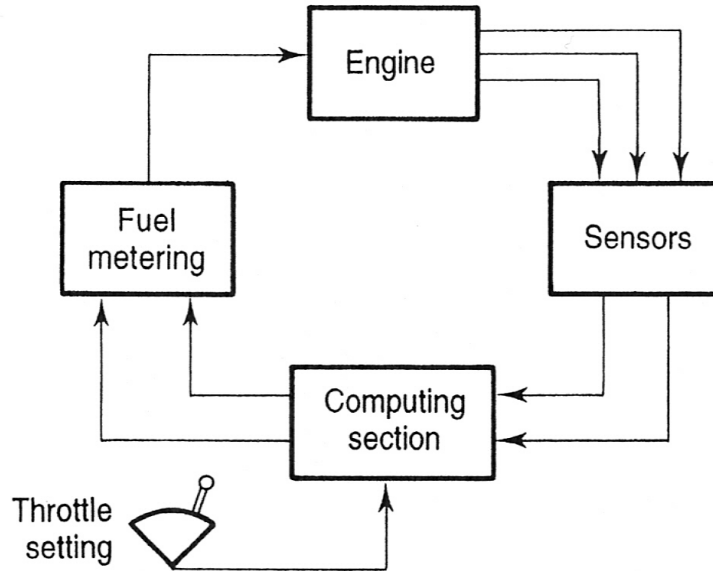 Engine
Fuel
metering
Sensors
Computing
section
Throttle
setting